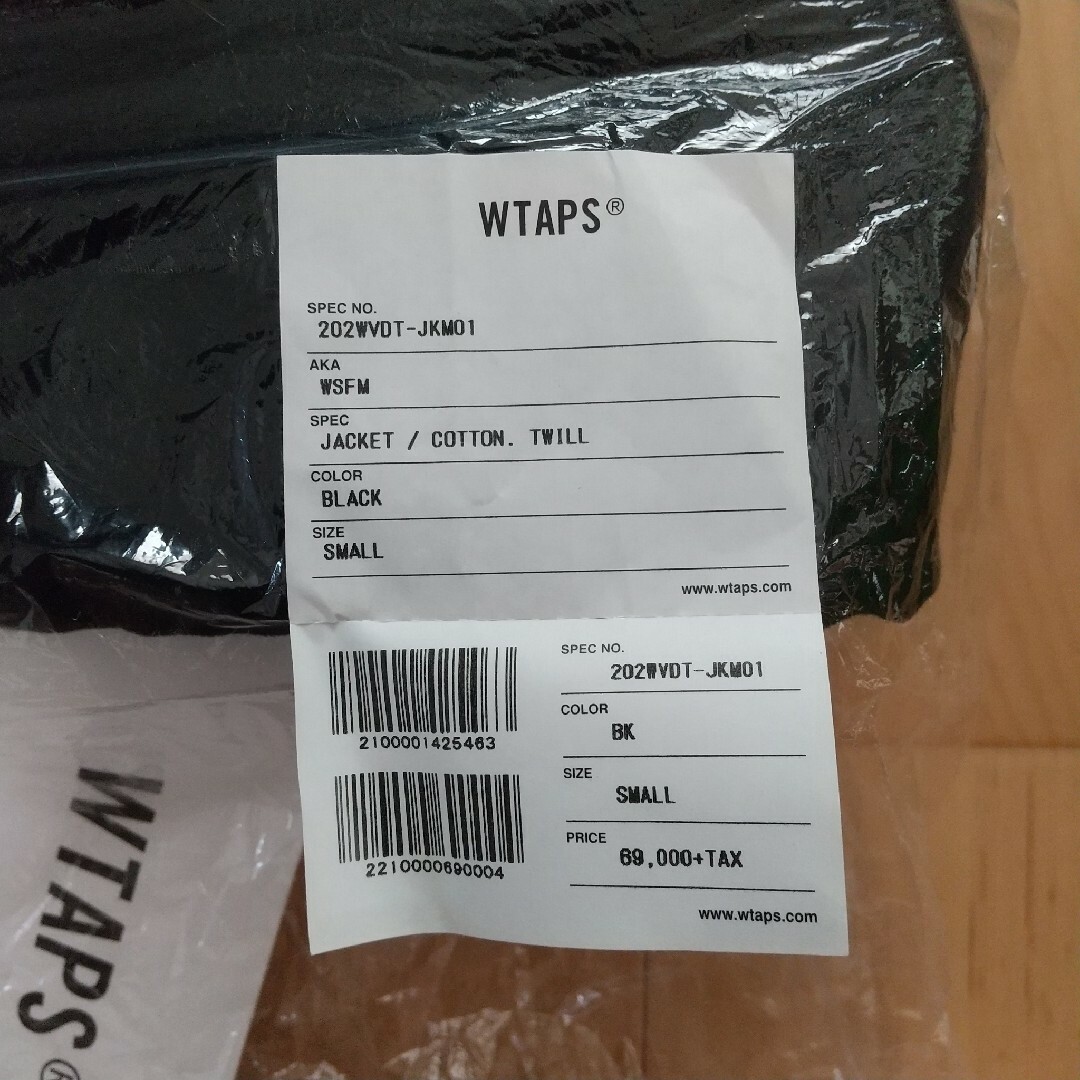 WTAPS®
SPEC NO.
202WVDT-JKM01
AKA
WSFM
SPEC
JACKET / COTTON. TWILL
COLOR
BLACK
SIZE
SMALL
www.wtaps.com
2100001425463
2210000690004
SPEC NO.
202WVDT-JKM01
COLOR
BK
SIZE
SMALL
PRICE
69,000+TAX
www.wtaps.com
WTAPS®